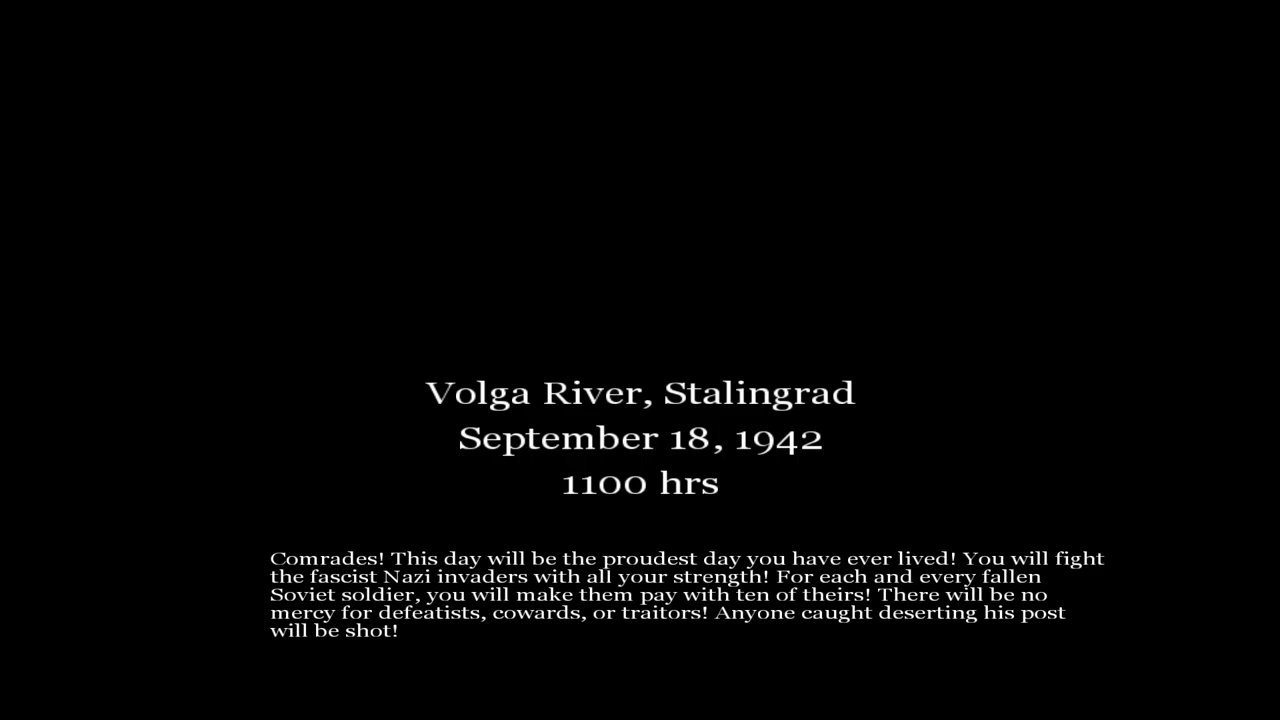 Volga River, Stalingrad
September 18, 1942
1100 hrs
Comrades! This day will be the proudest day you have ever lived! You will fight
the fascist Nazi invaders with all your strength! For each and every fallen
Soviet soldier, you will make them pay with ten of theirs! There will be no
mercy for defeatists, cowards, or traitors! Anyone caught deserting his post
will be shot!